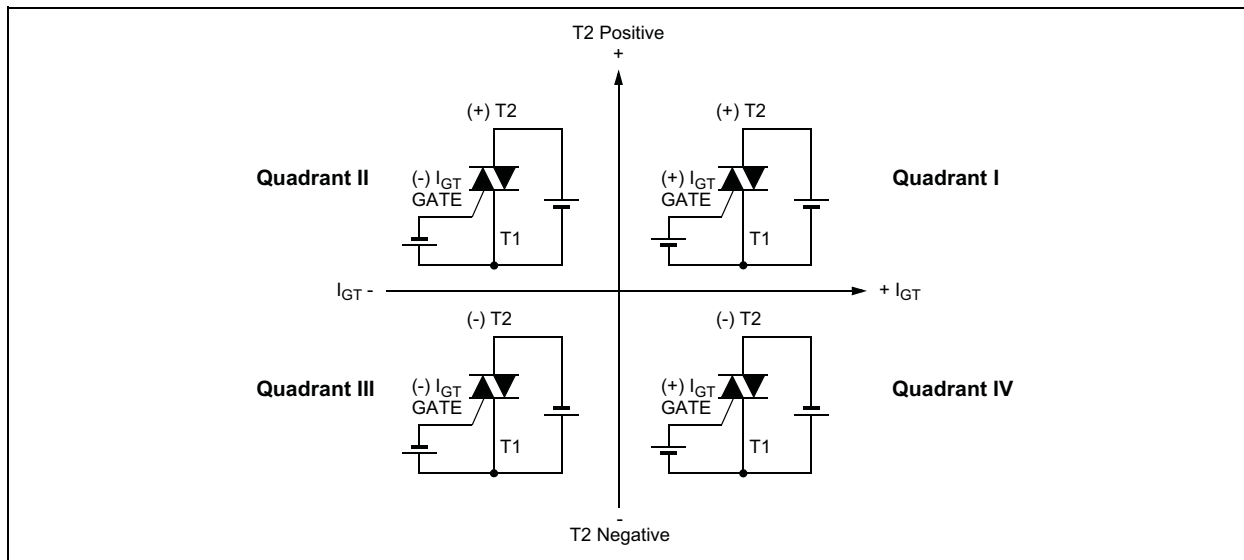 T2 Positive
+
(+) T2
(+) T2
Quadrant II
(-) IGT
GATE
T1
(+) IGT
GATE
T1
Quadrant I
IGT -
+ IGT
(-) T2
(-) T2
Quadrant III
(-) IGT
GATE
T1
(+) IGT
GATE
T1
Quadrant IV
-
T2 Negative